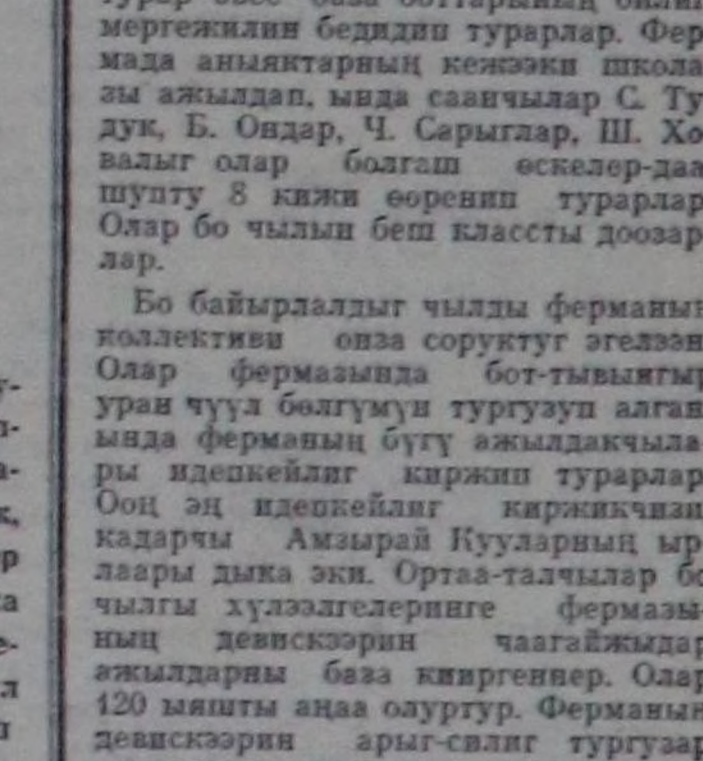 мергежилин бедидип турарлар. Фер
мада аныяктарның кежээки школа
зы ажылдап, ында саанчылар С. Ту
дук, Б. Ондар, Ч. Сарыглар, Ш. Хо
валыг олар болгаш өскелер-даа
шупту 8 кижи өөренип турарлар
Олар бо чылын беш классты доозар
лар.
Бо байырлалдыг чылды ферманың
коллективи онза соруктуг эгелээн
Олар фермазында бот-тывынгыр
уран чүүл бөлгүмүн тургузуп алган
ында ферманың бүгү ажылдакчыла
ры идепкейлиг киржип турарлар
Ооң эң идепкейлиг киржикчизи
кадарчы Амзырай Кууларның ыр
лаары дыка эки. Ортаа-талчылар бо
чылгы хүлээлгелеринге фермазы-
ның девискээрин чаагайжыдар
ажылдарны база кииргеннер. Олар
120 ыяшты аңаа олуртур. Ферманың
девискээрин арыг-силиг тургузар